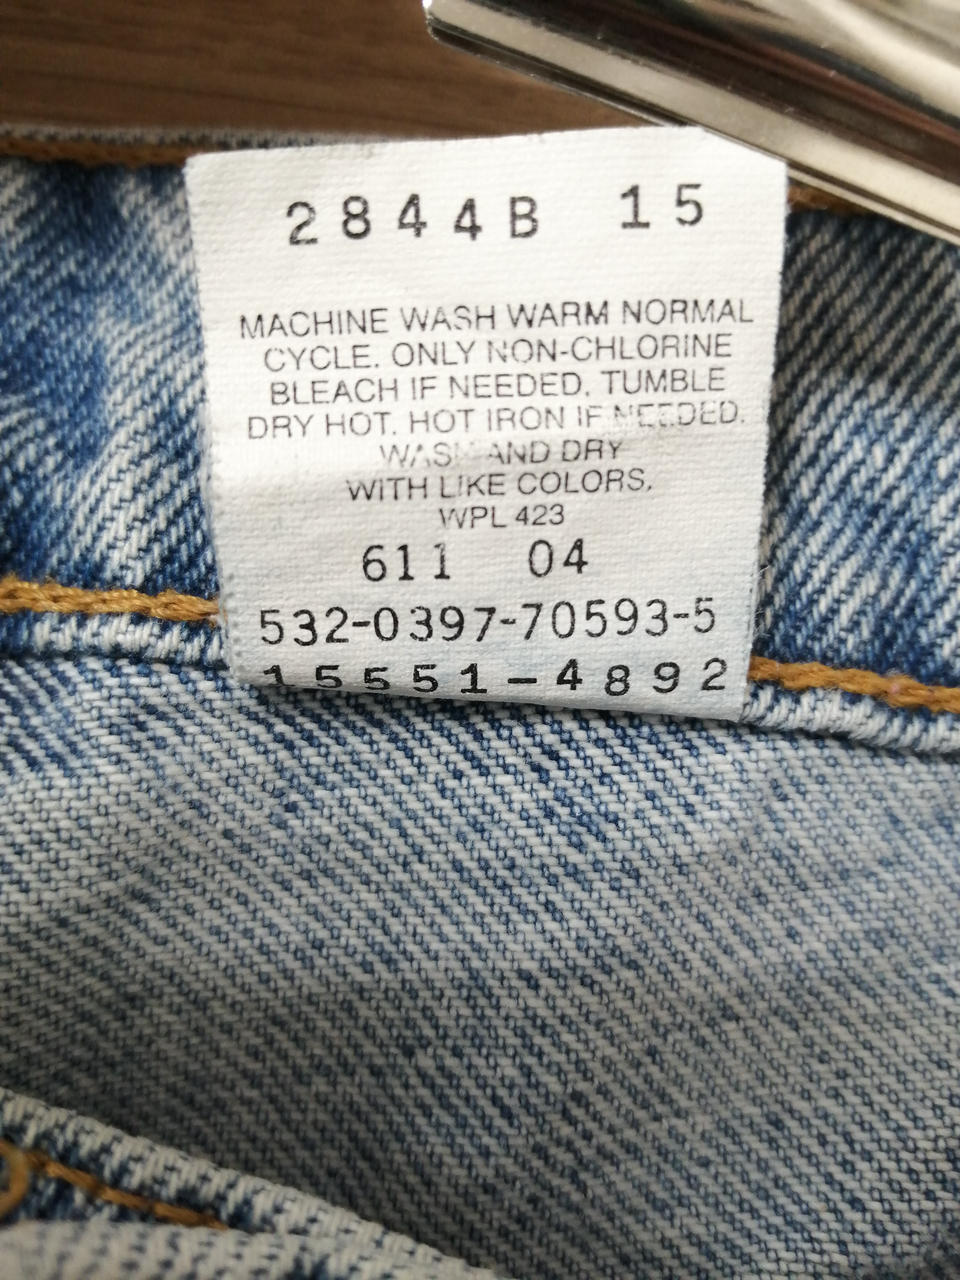 2844B 15
MACHINE WASH WARM NORMAL
CYCLE. ONLY NON-CHLORINE
BLEACH IF NEEDED. TUMBLE
DRY HOT. HOT IRON IF NEEDED.
WASH AND DRY
WITH LIKE COLORS.
WPL 423
611 04
532-0397-70593-5
15551-4892